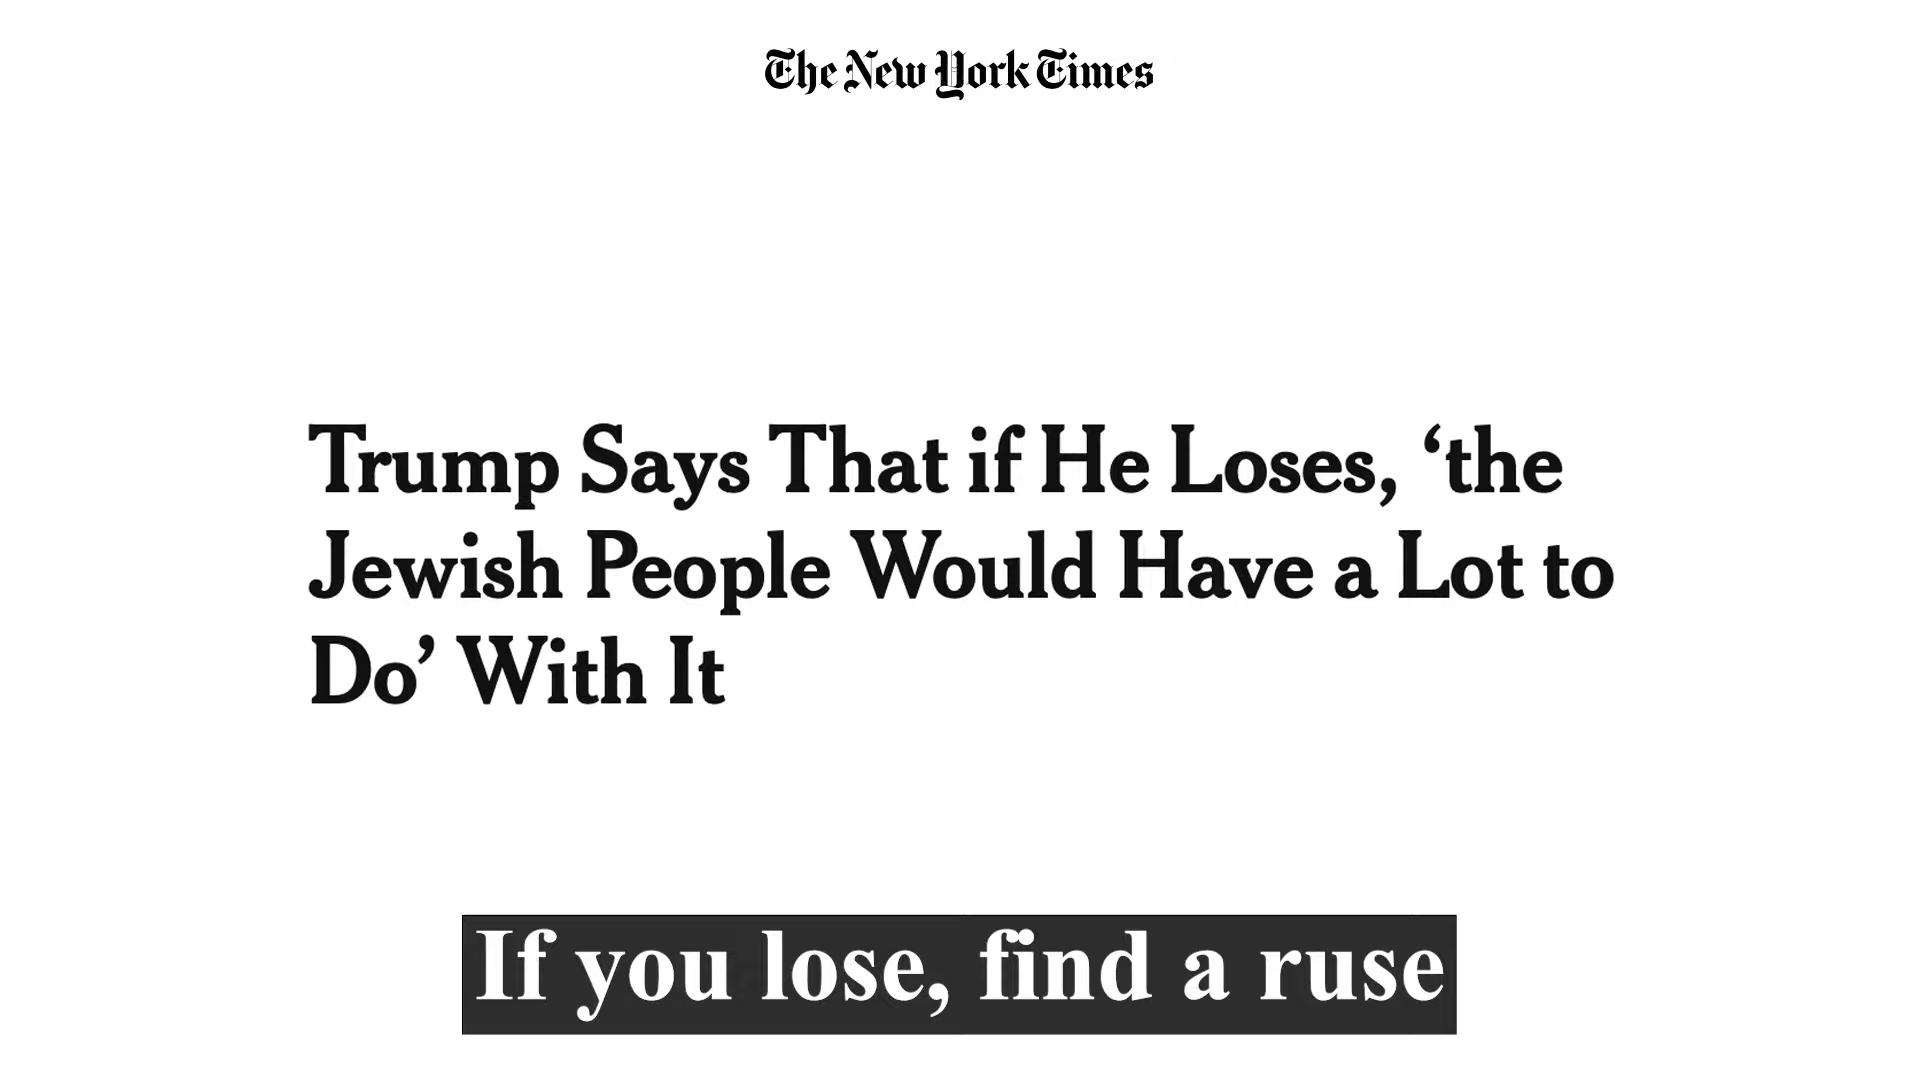 The New York Times
Trump Says That if He Loses, ‘the
Jewish People Would Have a Lot to
Do’ With It
If you lose, find a ruse